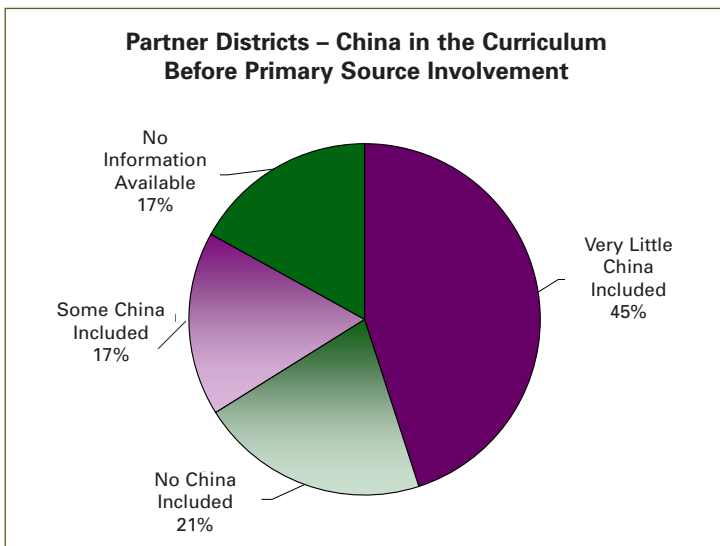 Partner Districts – China in the Curriculum
Before Primary Source Involvement
No
Information
Available
17%
Very Little
China
Included
45%
Some China
Included
17%
No China
Included
21%